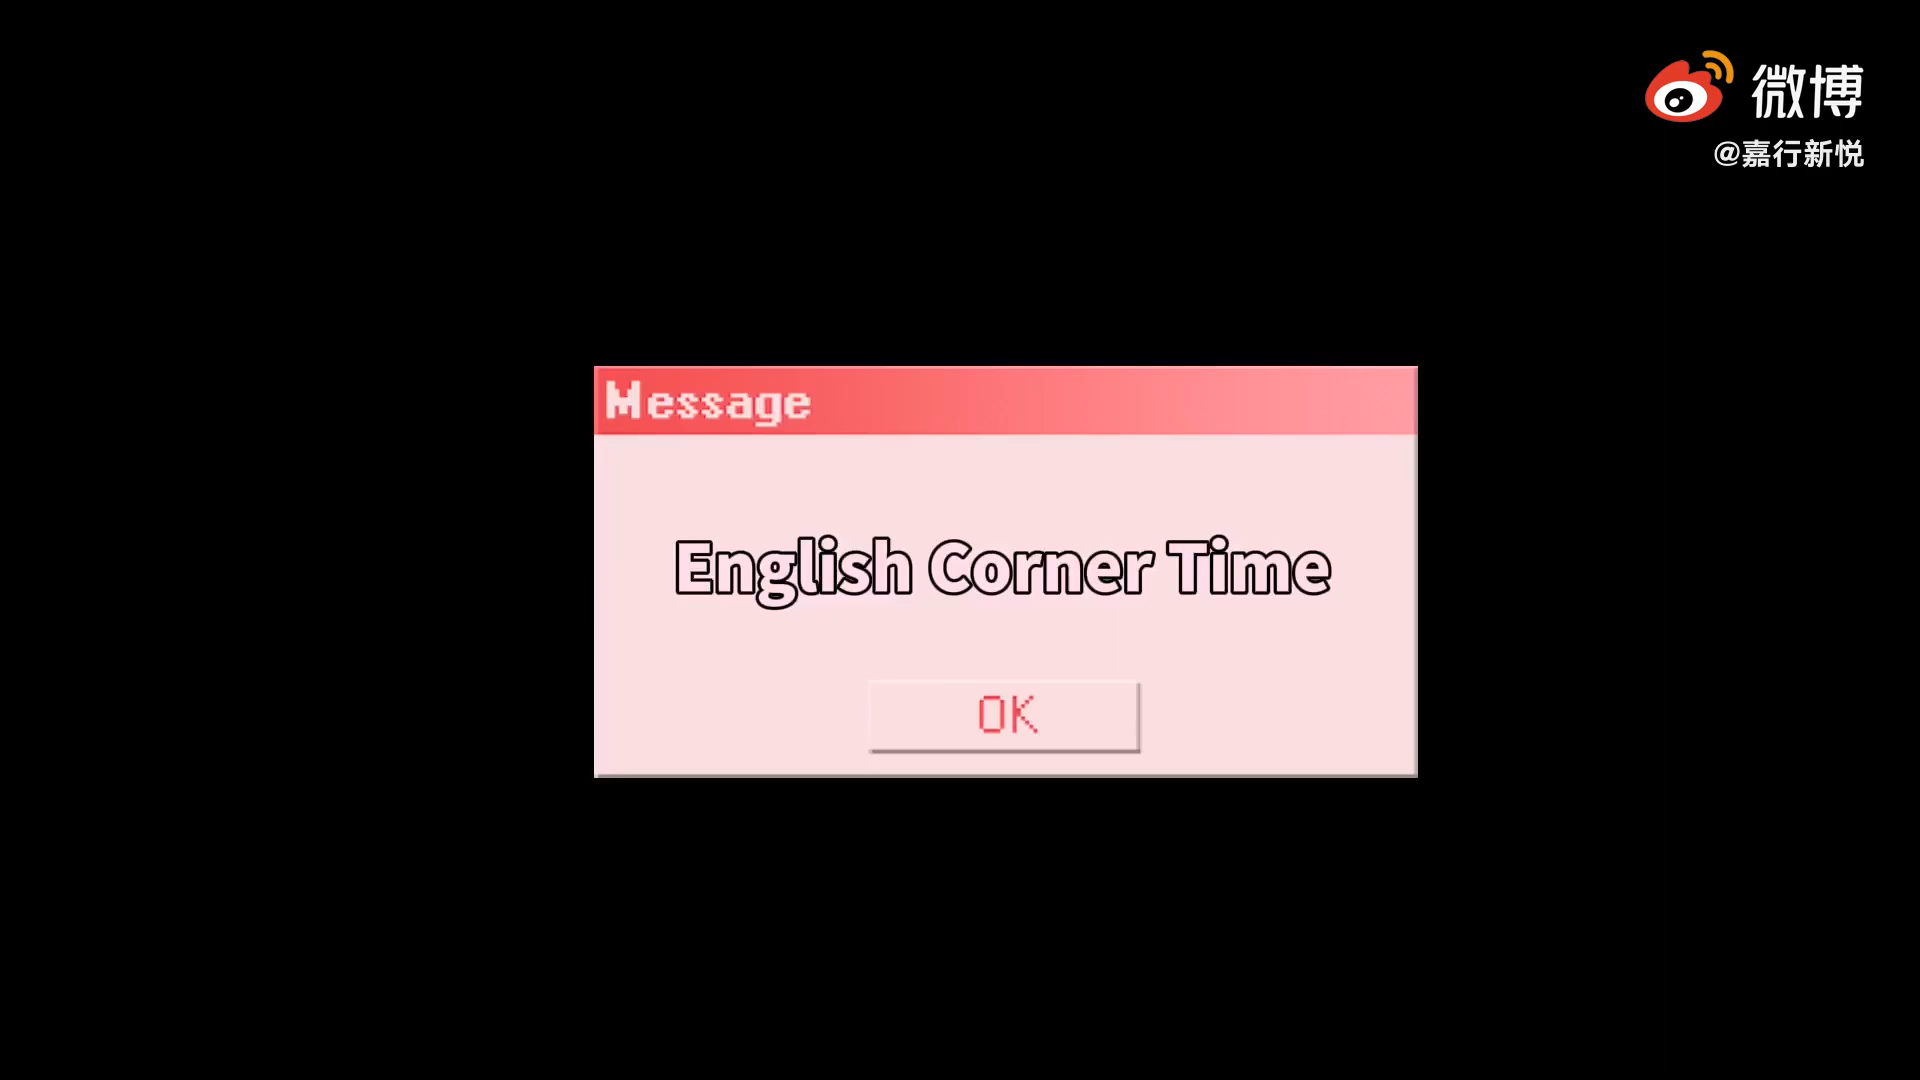 微博
@嘉行新悦
Message
English Corner Time
OK